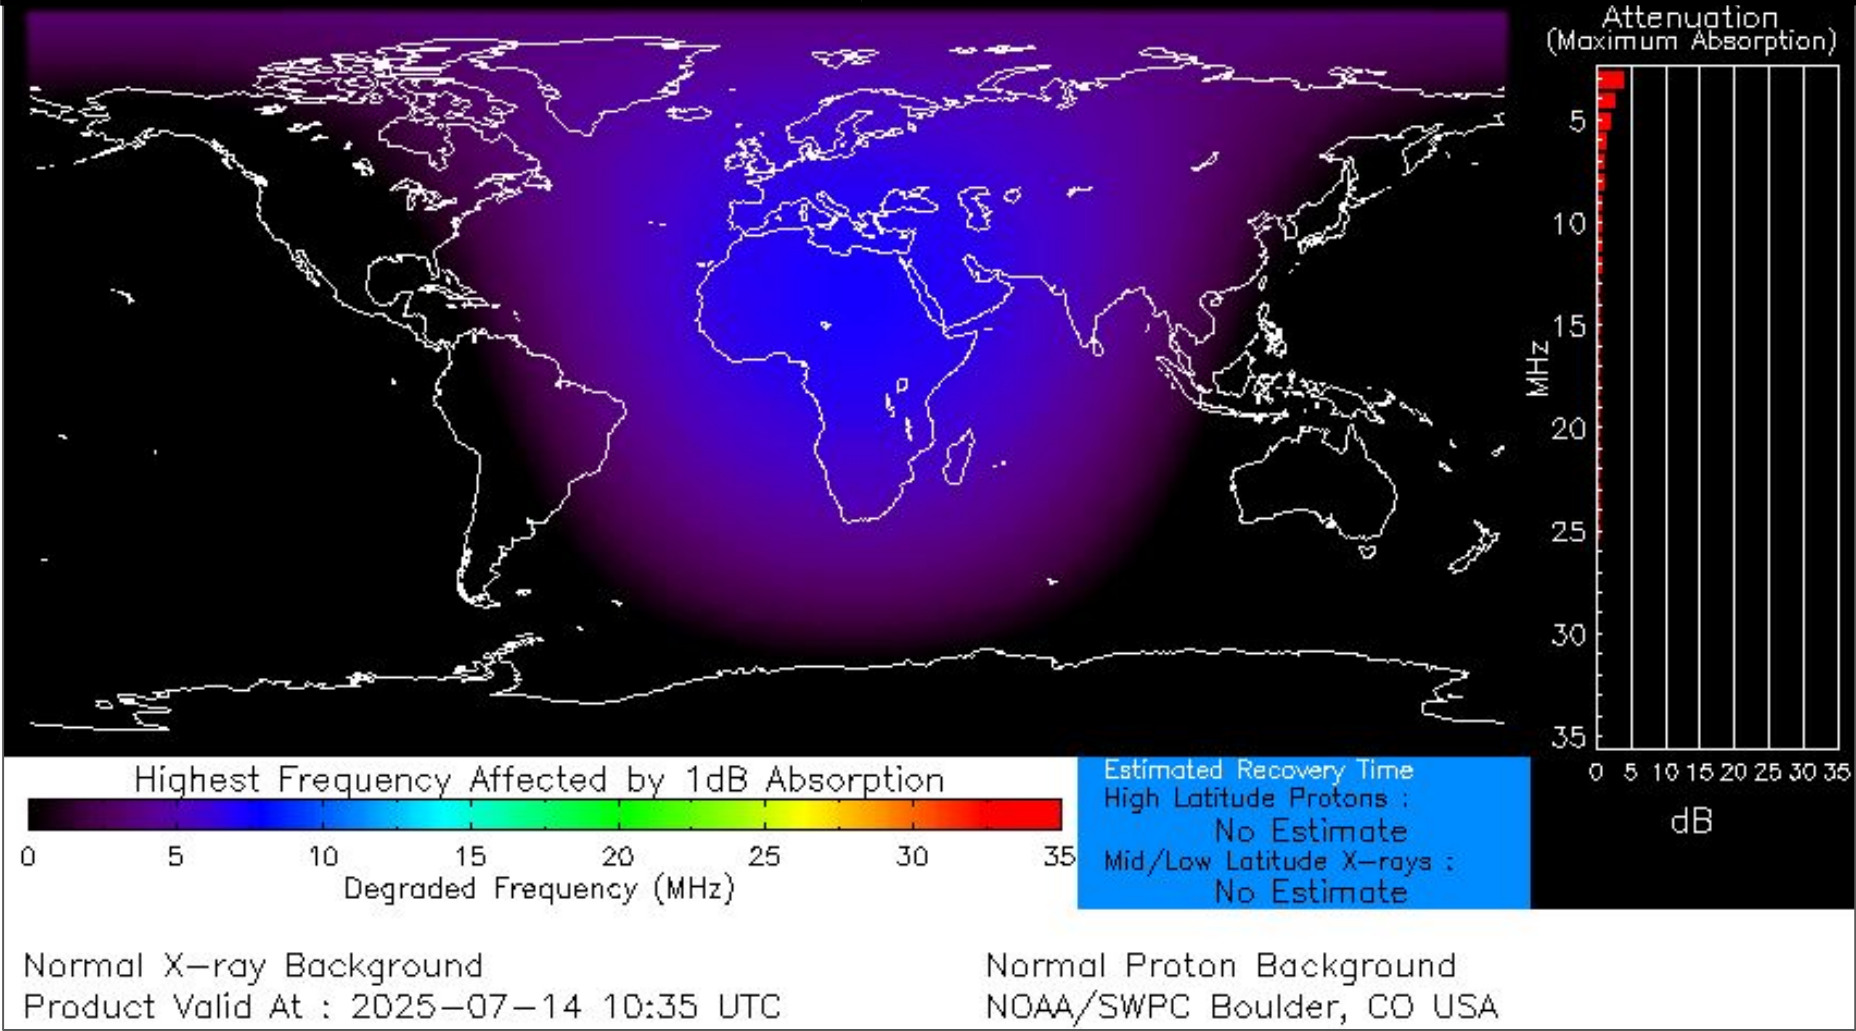 Attenuation
(Maximum Absorption)
5
10
15
20
25
30
35
MHz
0 5 10 15 20 25 30 35
dB
Highest Frequency Affected by 1dB Absorption
0 5 10 15 20 25 30 35
Degraded Frequency (MHz)
Estimated Recovery Time
High Latitude Protons :
No Estimate
Mid/Low Latitude X-rays :
No Estimate
Normal X-ray Background
Product Valid At : 2025-07-14 10:35 UTC
Normal Proton Background
NOAA/SWPC Boulder, CO USA